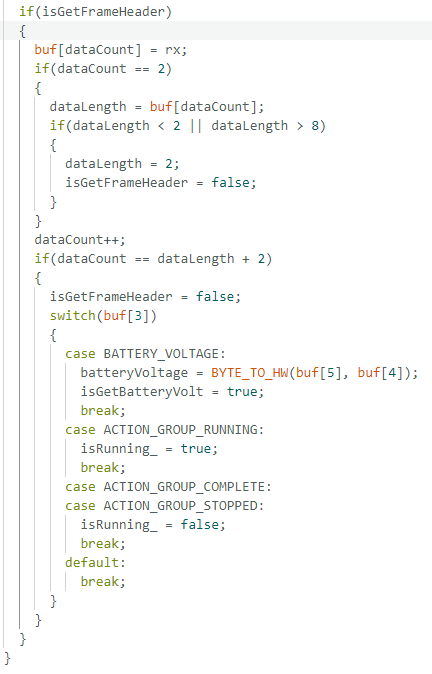 if(isGetFrameHeader)
{
buf[dataCount] = rx;
if(dataCount == 2)
{
dataLength = buf[dataCount];
if(dataLength < 2 || dataLength > 8)
{
dataLength = 2;
isGetFrameHeader = false;
}
}
dataCount++;
if(dataCount == dataLength + 2)
{
isGetFrameHeader = false;
switch(buf[3])
{
case BATTERY_VOLTAGE:
batteryVoltage = BYTE_TO_HW(buf[5], buf[4]);
isGetBatteryVolt = true;
break;
case ACTION_GROUP_RUNNING:
isRunning_ = true;
break;
case ACTION_GROUP_COMPLETE:
case ACTION_GROUP_STOPPED:
isRunning_ = false;
break;
default:
break;
}
}
}
}